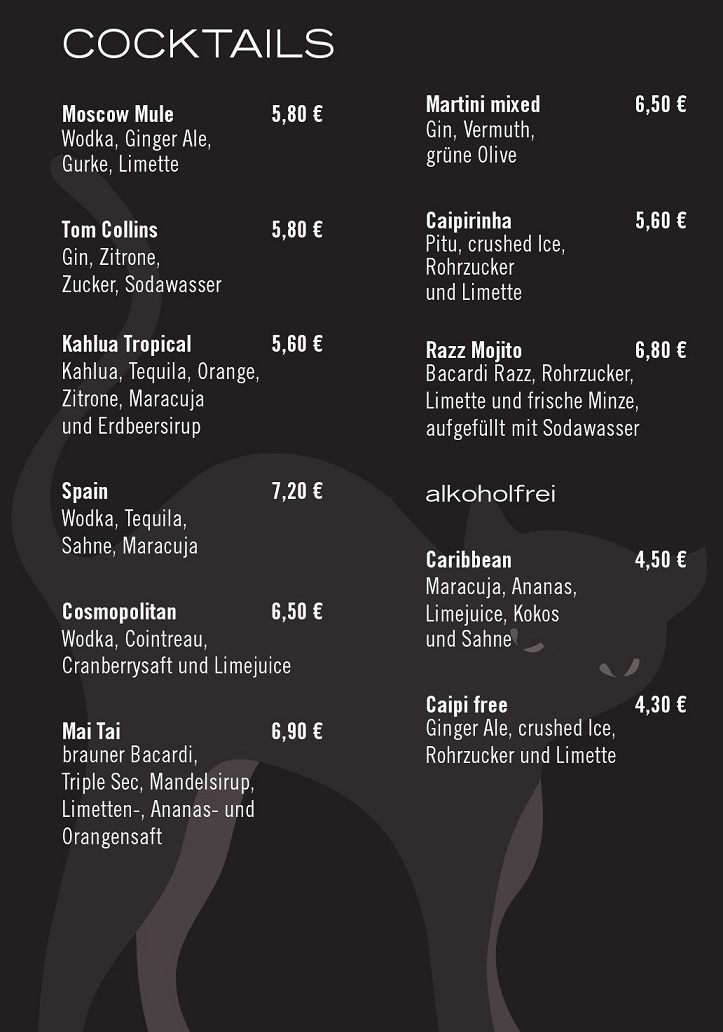 COCKTAILS
Moscow Mule 5,80 €
Wodka, Ginger Ale,
Gurke, Limette
Tom Collins 5,80 €
Gin, Zitrone,
Zucker, Sodawasser
Kahlua Tropical 5,60 €
Kahlua, Tequila, Orange,
Zitrone, Maracuja
und Erdbeersirup
Spain 7,20 €
Wodka, Tequila,
Sahne, Maracuja
Cosmopolitan 6,50 €
Wodka, Cointreau,
Cranberrysaft und Limejuice
Mai Tai 6,90 €
brauner Bacardi,
Triple Sec, Mandelsirup,
Limetten-, Ananas- und
Orangensaft
Martini mixed 6,50 €
Gin, Vermuth,
grüne Olive
Caipirinha 5,60 €
Pitu, crushed Ice,
Rohrzucker
und Limette
Razz Mojito 6,80 €
Bacardi Razz, Rohrzucker,
Limette und frische Minze,
aufgefüllt mit Sodawasser
alkoholfrei
Caribbean 4,50 €
Maracuja, Ananas,
Limejuice, Kokos
und Sahne
Caipi free 4,30 €
Ginger Ale, crushed Ice,
Rohrzucker und Limette